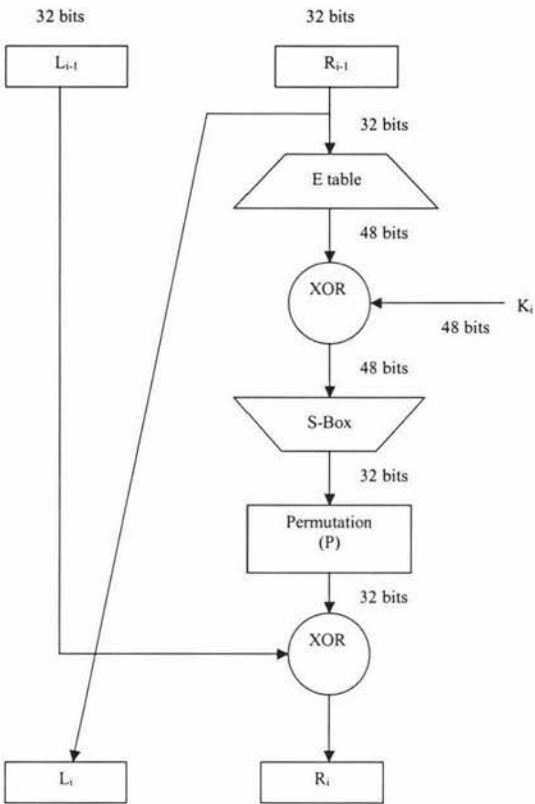 32 bits 32 bits
Lᵢ₋₁ Rᵢ₋₁
32 bits
E table
48 bits
XOR
Kᵢ
48 bits
48 bits
S-Box
32 bits
Permutation
(P)
32 bits
XOR
Lᵢ Rᵢ